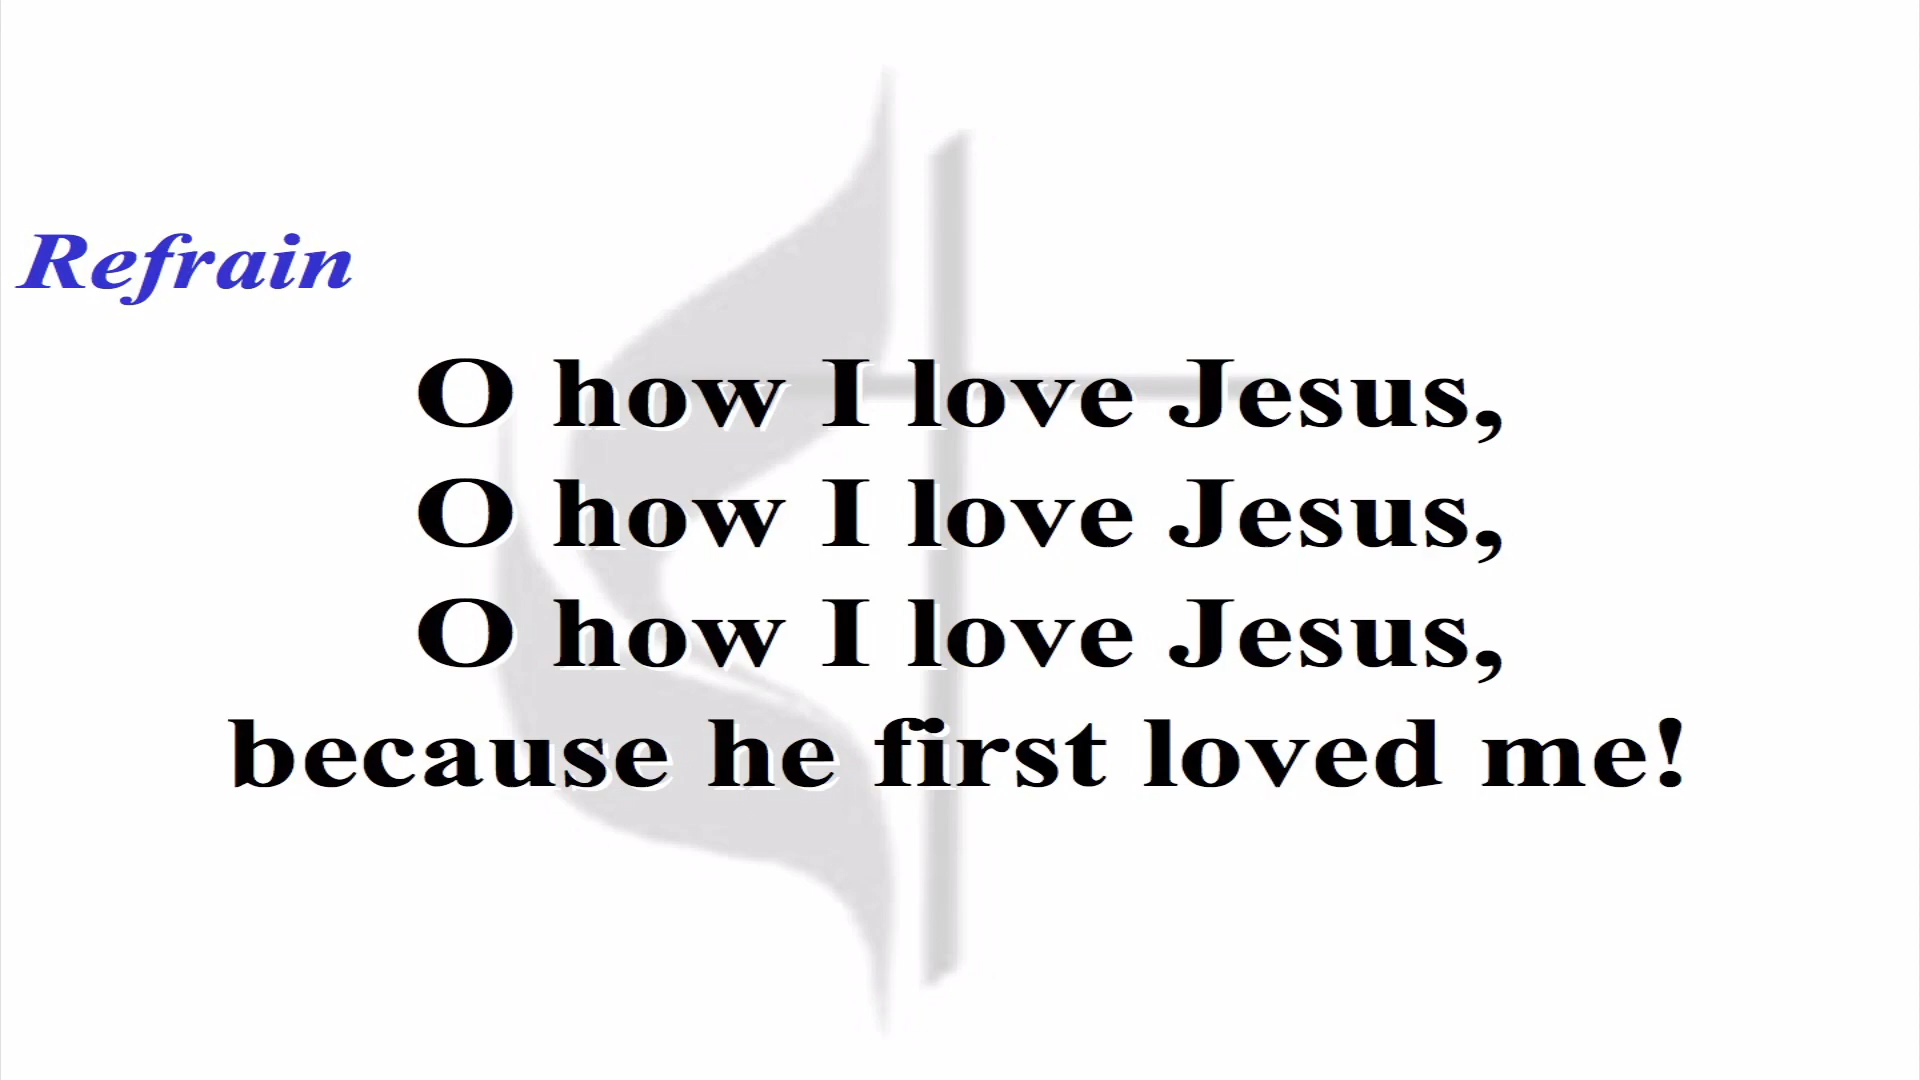 Refrain
O how I love Jesus,
O how I love Jesus,
O how I love Jesus,
because he first loved me!